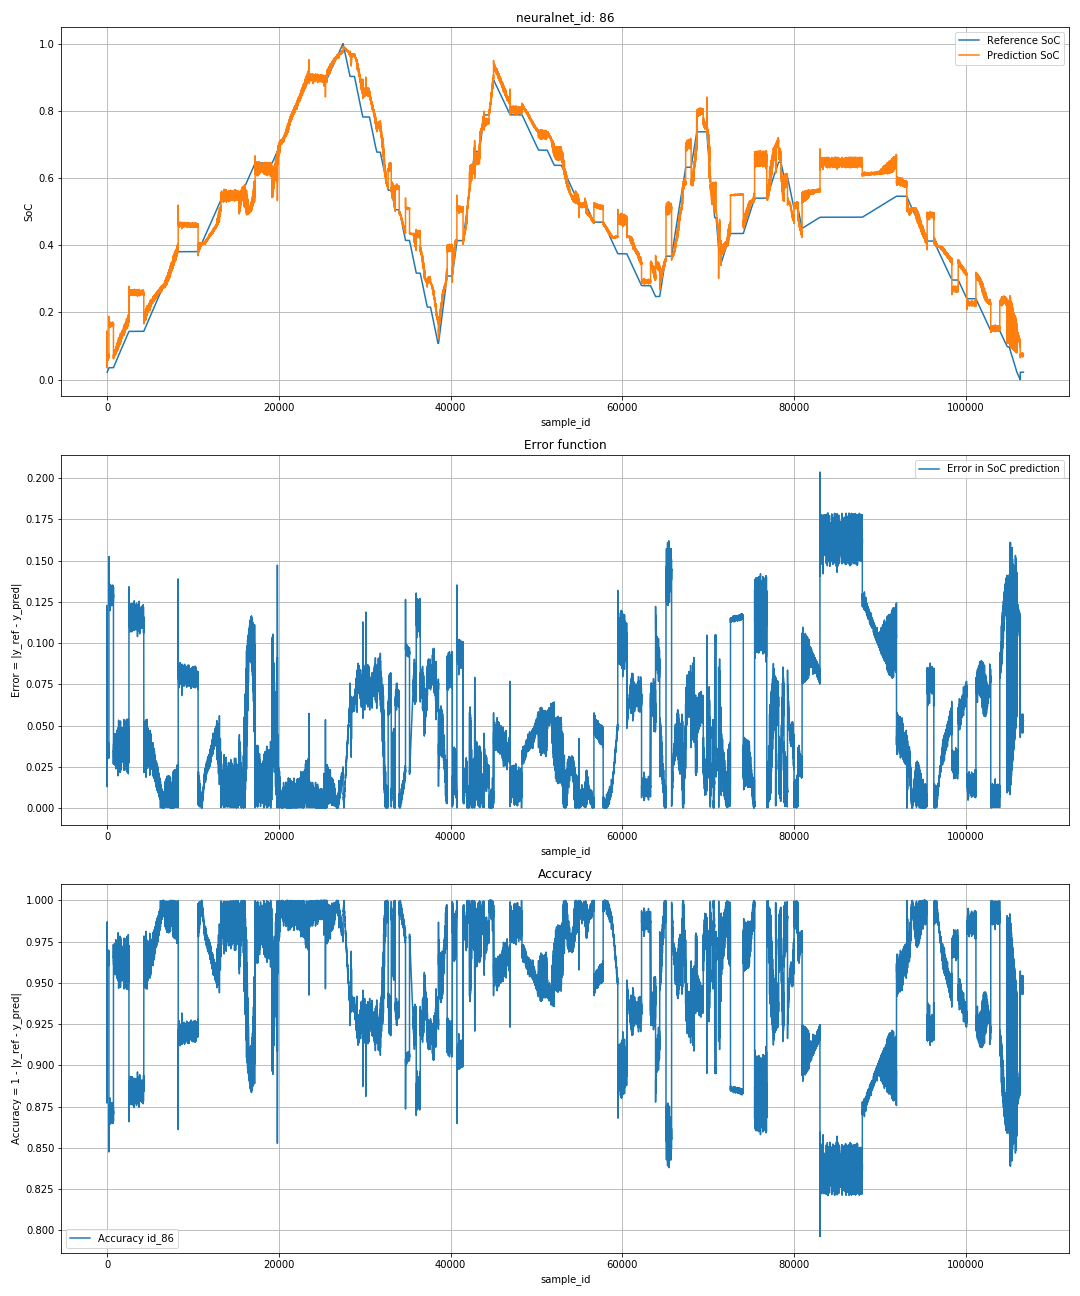 neuralnet_id: 86
Reference SoC
Prediction SoC
SoC
1.0
0.8
0.6
0.4
0.2
0.0
0 20000 40000 60000 80000 100000
sample_id
Error function
Error in SoC prediction
Error = |y_ref - y_pred|
0.200
0.175
0.150
0.125
0.100
0.075
0.050
0.025
0.000
0 20000 40000 60000 80000 100000
sample_id
Accuracy
Accuracy = 1 - |y_ref - y_pred|
1.000
0.975
0.950
0.925
0.900
0.875
0.850
0.825
0.800
Accuracy id_86
0 20000 40000 60000 80000 100000
sample_id